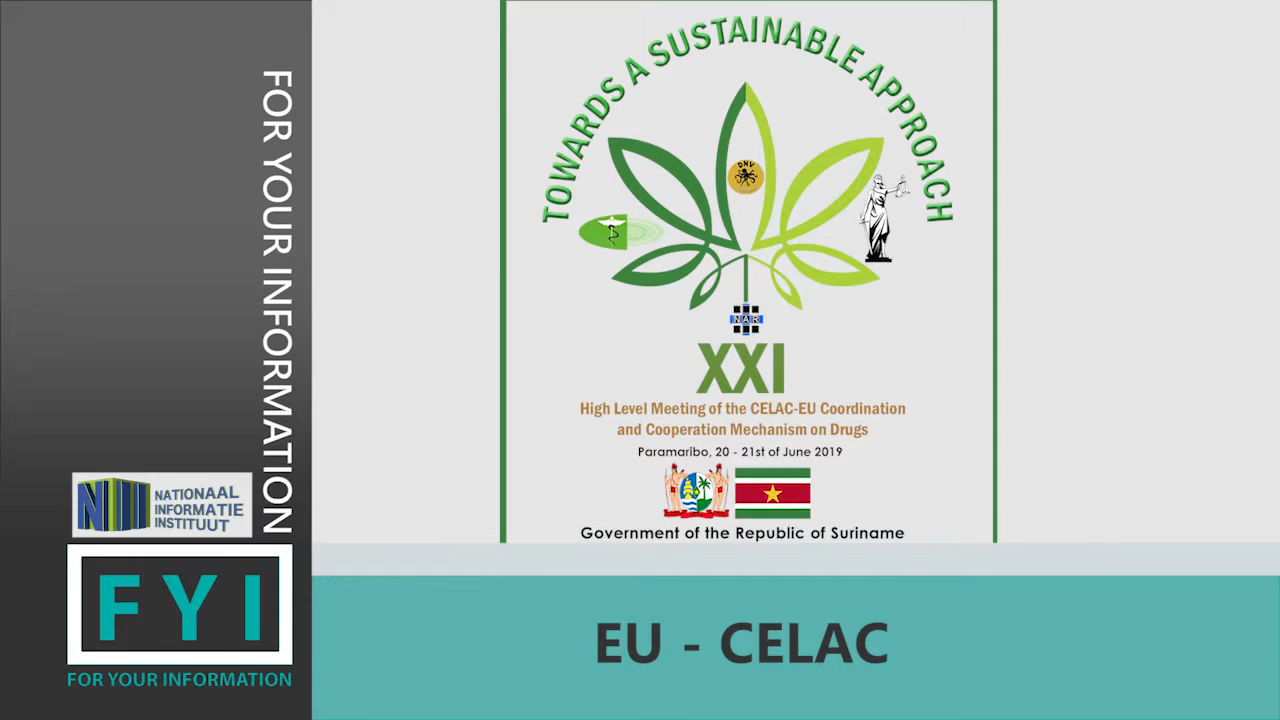 FOR YOUR INFORMATION
NII NATIONAAL
INFORMATIE
INSTITUUT
FYI
FOR YOUR INFORMATION
TOWARDS A SUSTAINABLE APPROACH
DNV
NAR
XXI
High Level Meeting of the CELAC-EU Coordination
and Cooperation Mechanism on Drugs
Paramaribo, 20 - 21st of June 2019
Government of the Republic of Suriname
EU - CELAC